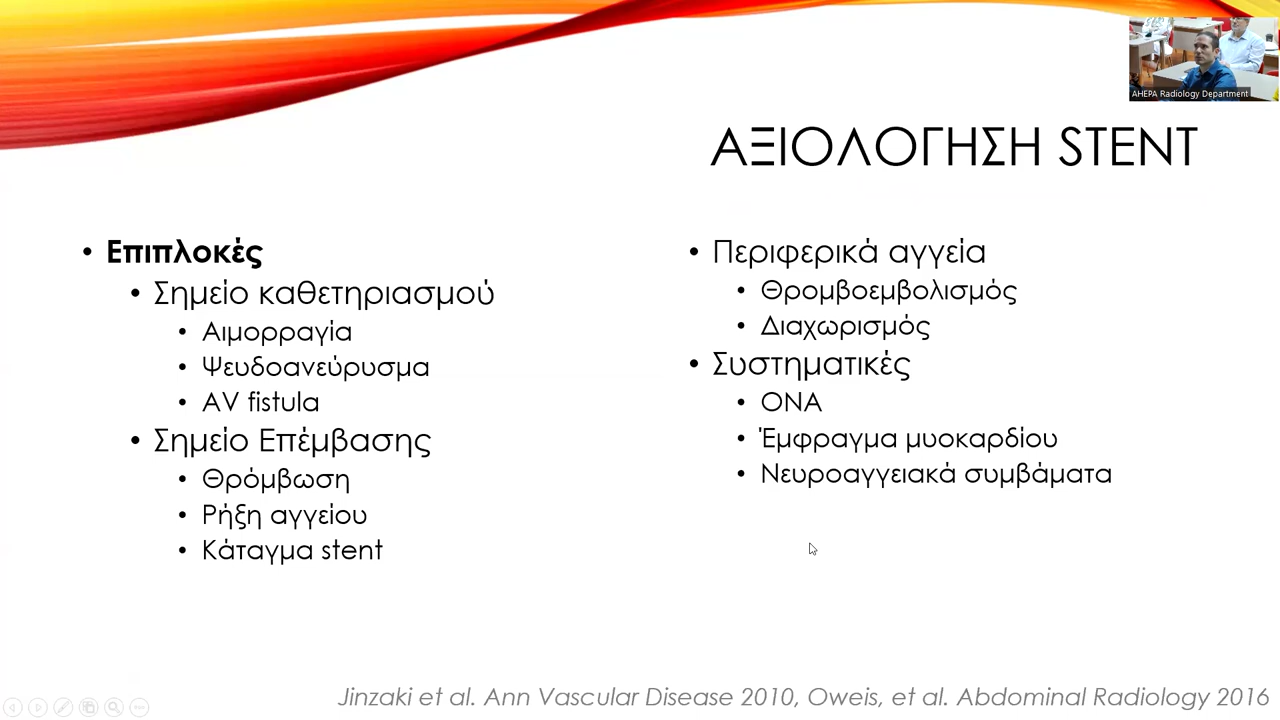 AHEPA Radiology Department
ΑΞΙΟΛΟΓΗΣΗ STENT
• Επιπλοκές
• Σημείο καθετηριασμού
• Αιμορραγία
• Ψευδοανεύρυσμα
• AV fistula
• Σημείο Επέμβασης
• Θρόμβωση
• Ρήξη αγγείου
• Κάταγμα stent
• Περιφερικά αγγεία
• Θρομβοεμβολισμός
• Διαχωρισμός
• Συστηματικές
• ΟΝΑ
• Έμφραγμα μυοκαρδίου
• Νευροαγγειακά συμβάματα
Jinzaki et al. Ann Vascular Disease 2010, Oweis, et al. Abdominal Radiology 2016